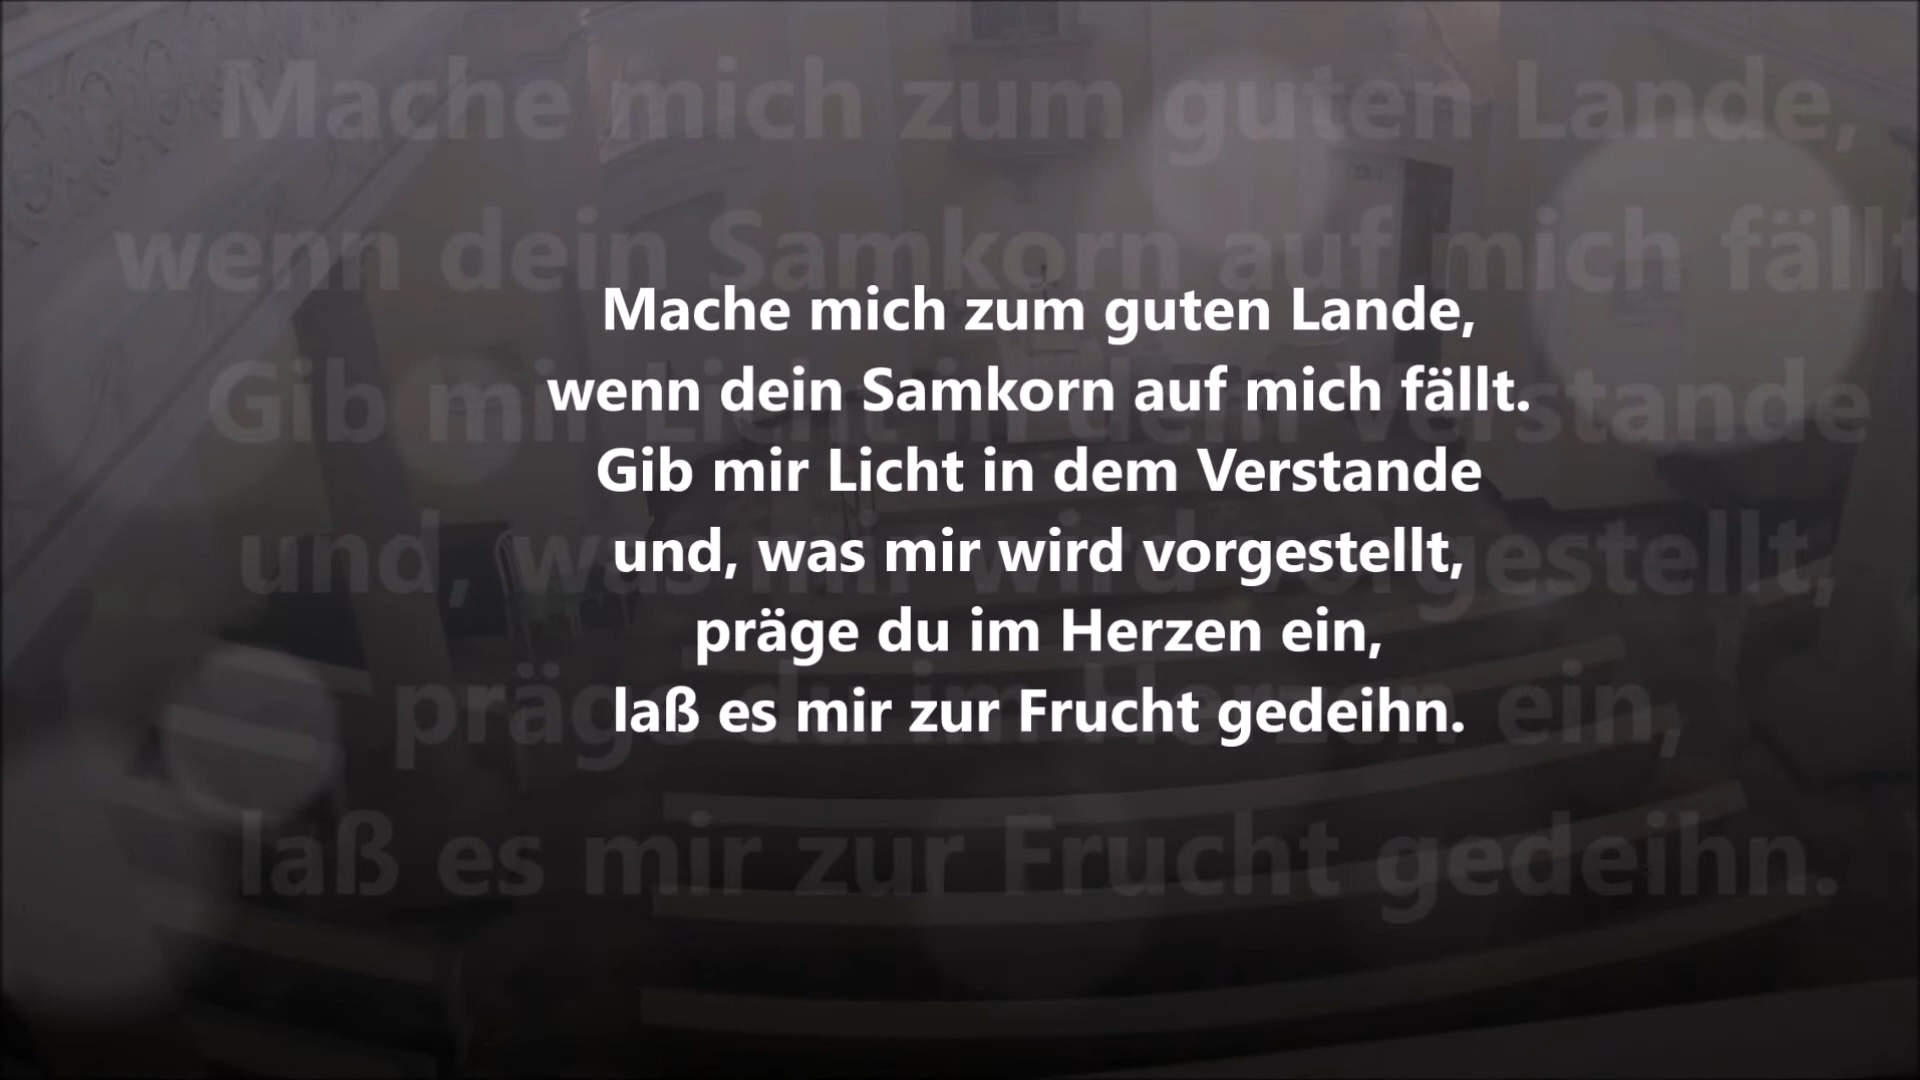 Mache mich zum guten Lande,
wenn dein Samkorn auf mich fällt.
Gib mir Licht in dem Verstande
und, was mir wird vorgestellt,
präge du im Herzen ein,
laß es mir zur Frucht gedeihn.